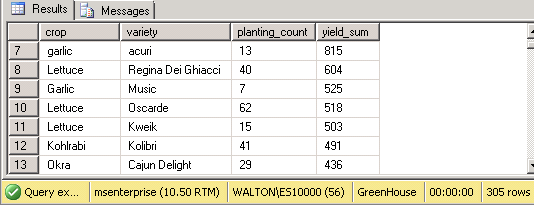 Results Messages
crop variety planting_count yield_sum
7 garlic acuri 13 815
8 Lettuce Regina Dei Ghiacci 40 604
9 Garlic Music 7 525
10 Lettuce Oscarde 62 518
11 Lettuce Kweik 15 503
12 Kohlrabi Kolibri 41 491
13 Okra Cajun Delight 29 436
Query ex... msenterprise (10.50 RTM) WALTON\ES10000 (56) GreenHouse 00:00:00 305 rows